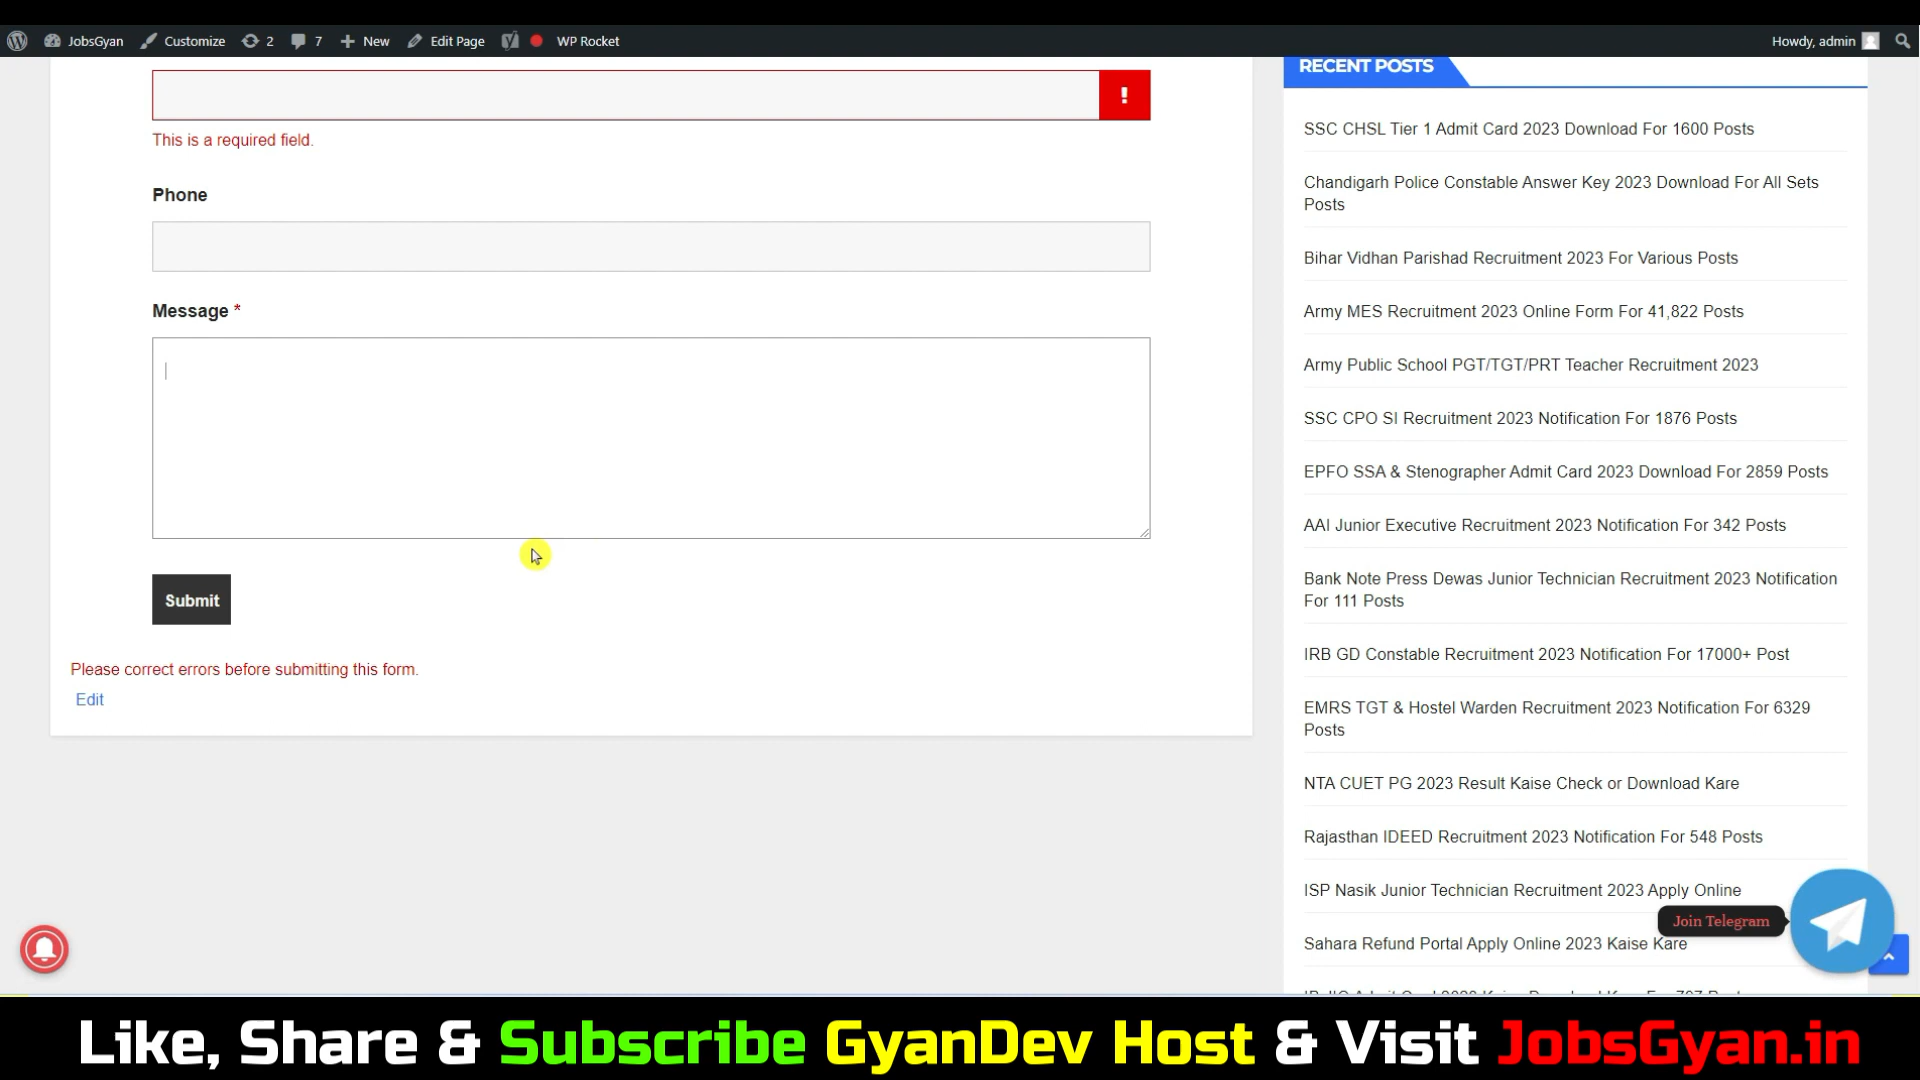 JobsGyan Customize 2 7 New Edit Page WP Rocket Howdy, admin
!
This is a required field.
Phone
Message *
Submit
Please correct errors before submitting this form.
Edit
RECENT POSTS
SSC CHSL Tier 1 Admit Card 2023 Download For 1600 Posts
Chandigarh Police Constable Answer Key 2023 Download For All Sets
Posts
Bihar Vidhan Parishad Recruitment 2023 For Various Posts
Army MES Recruitment 2023 Online Form For 41,822 Posts
Army Public School PGT/TGT/PRT Teacher Recruitment 2023
SSC CPO SI Recruitment 2023 Notification For 1876 Posts
EPFO SSA & Stenographer Admit Card 2023 Download For 2859 Posts
AAI Junior Executive Recruitment 2023 Notification For 342 Posts
Bank Note Press Dewas Junior Technician Recruitment 2023 Notification
For 111 Posts
IRB GD Constable Recruitment 2023 Notification For 17000+ Post
EMRS TGT & Hostel Warden Recruitment 2023 Notification For 6329
Posts
NTA CUET PG 2023 Result Kaise Check or Download Kare
Rajasthan IDEED Recruitment 2023 Notification For 548 Posts
ISP Nasik Junior Technician Recruitment 2023 Apply Online
Join Telegram
Sahara Refund Portal Apply Online 2023 Kaise Kare
Like, Share & Subscribe GyanDev Host & Visit JobsGyan.in